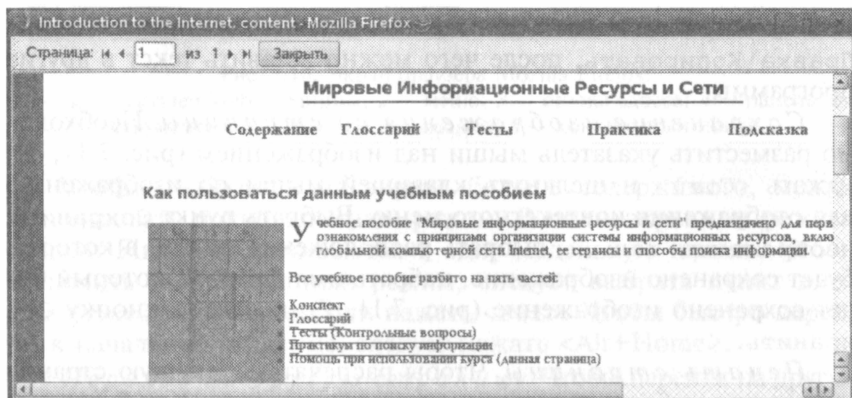 Introduction to the Internet. content - Mozilla Firefox
Страница: 1 из 1 Закрыть
Мировые Информационные Ресурсы и Сети
Содержание Глоссарий Тесты Практика Подсказка
Как пользоваться данным учебным пособием
Учебное пособие "Мировые информационные ресурсы и сети" предназначено для перв
ознакомления с принципами организации системы информационных ресурсов, вклю
глобальной компьютерной сети Internet, ее сервисы и способы поиска информации.
Все учебное пособие разбито на пять частей:
Конспект
Глоссарий
Тесты (Контрольные вопросы)
Практикум по поиску информации
Помощь при использовании курса (данная страница)